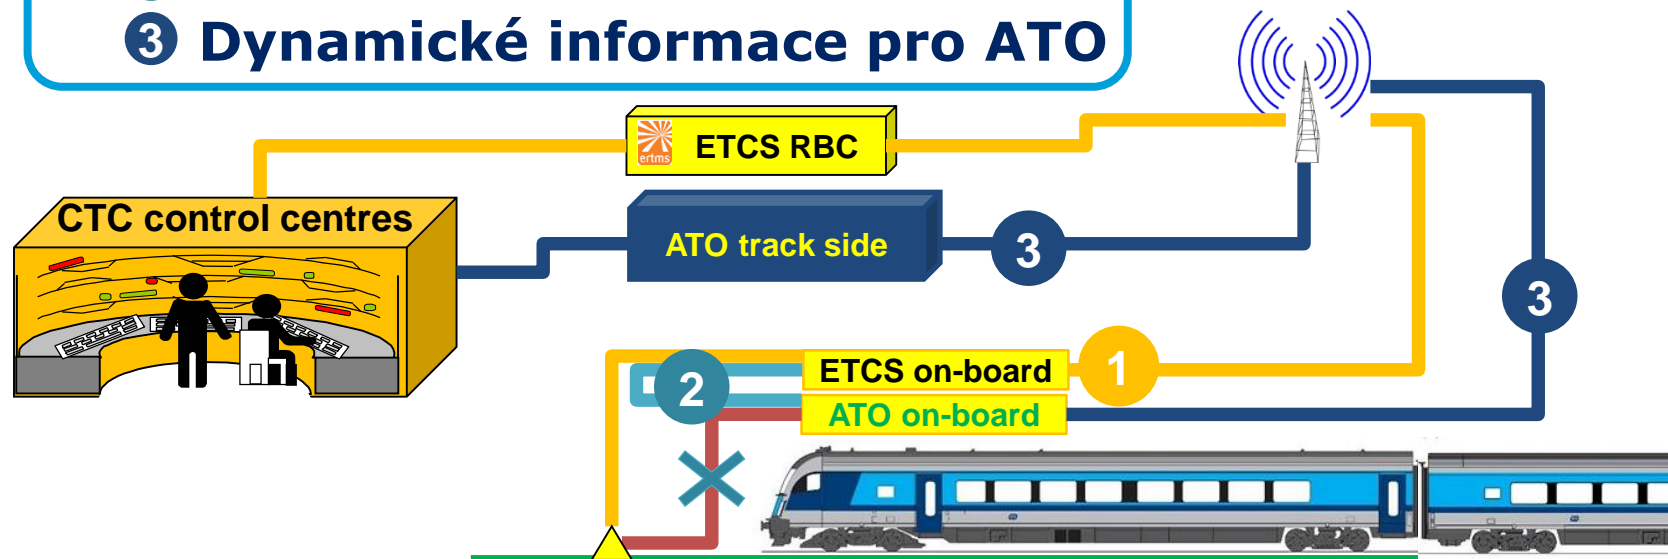 3 Dynamické informace pro ATO
ertms
ETCS RBC
CTC control centres
ATO track side
3
3
ETCS on-board
1
2
ATO on-board